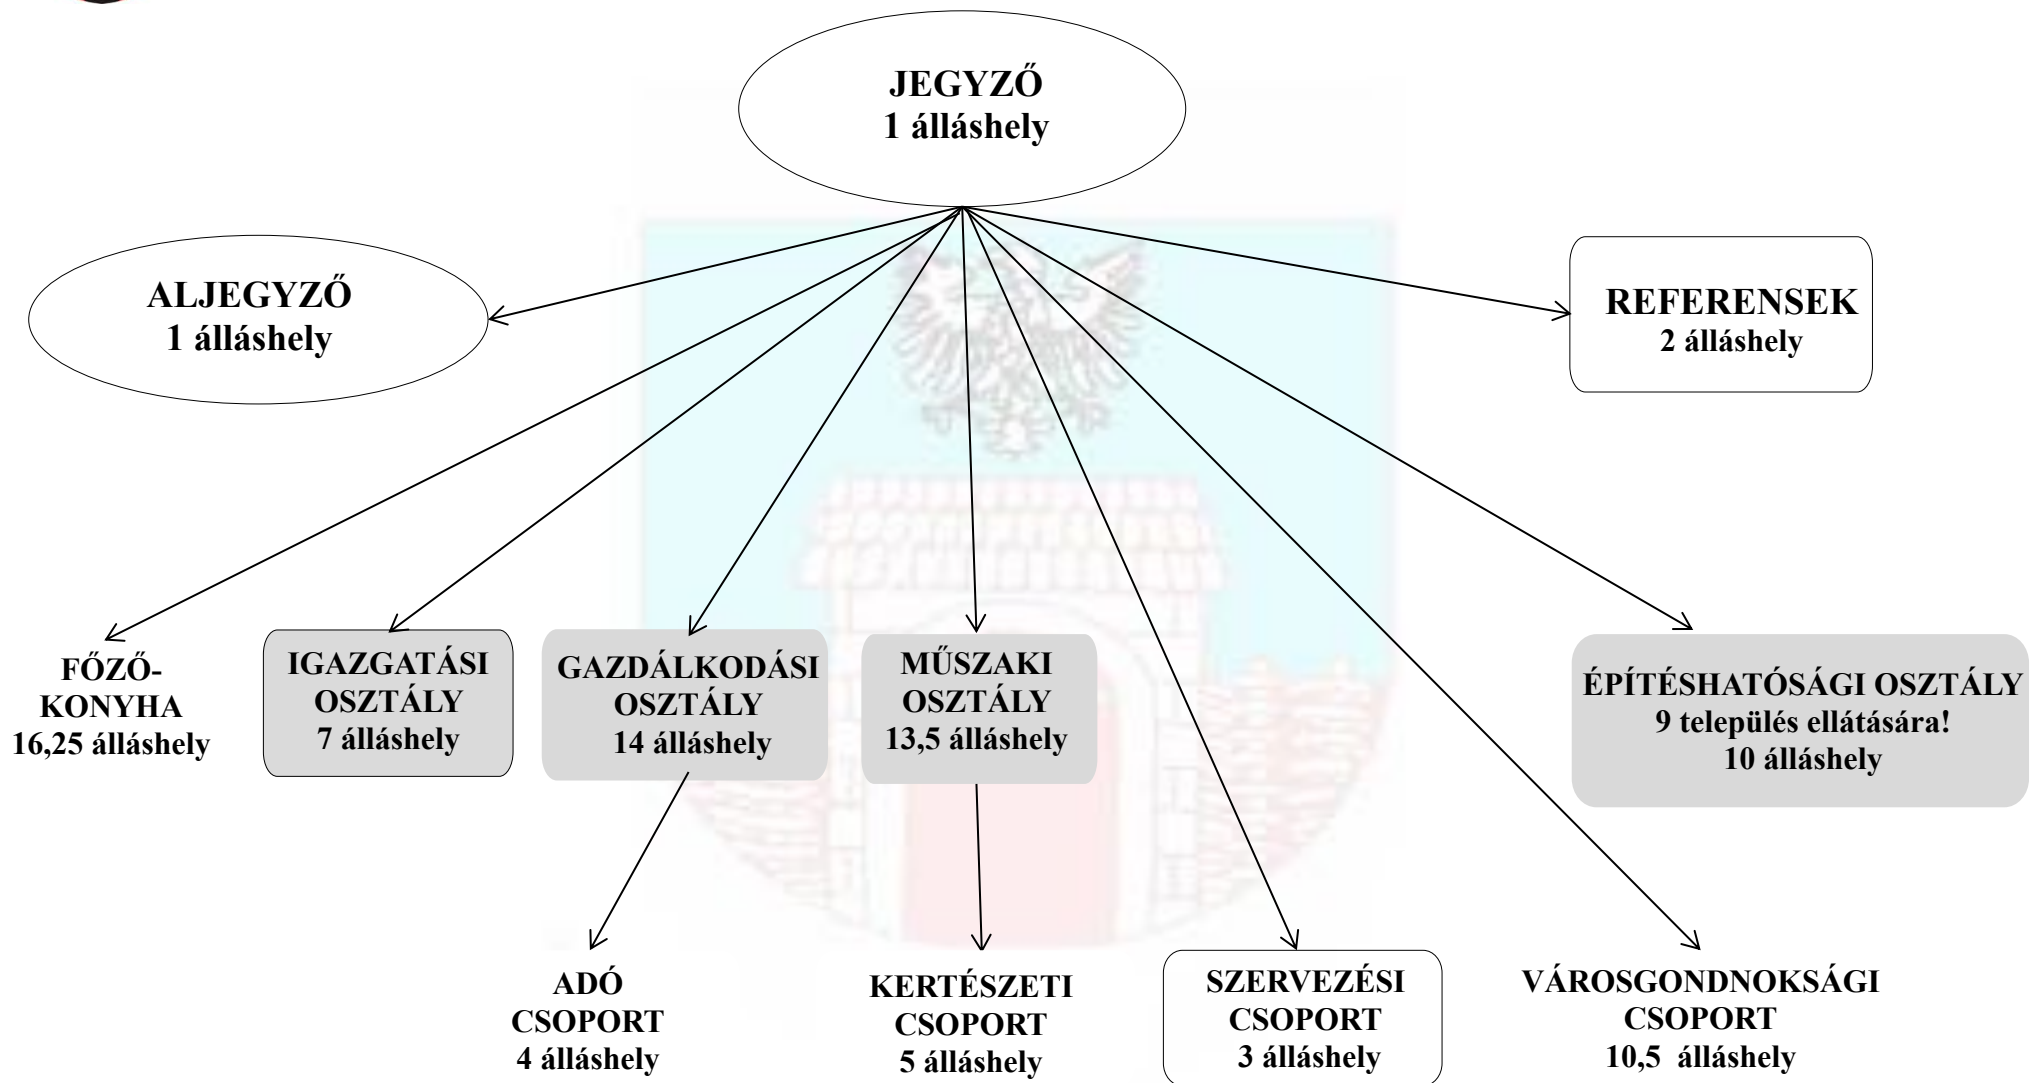 JEGYZŐ
1 álláshely
ALJEGYZŐ
1 álláshely
REFERENSEK
2 álláshely
FŐZŐ-
KONYHA
16,25 álláshely
IGAZGATÁSI
OSZTÁLY
7 álláshely
GAZDÁLKODÁSI
OSZTÁLY
14 álláshely
MŰSZAKI
OSZTÁLY
13,5 álláshely
ÉPÍTÉSHATÓSÁGI OSZTÁLY
9 település ellátására!
10 álláshely
ADÓ
CSOPORT
4 álláshely
KERTÉSZETI
CSOPORT
5 álláshely
SZERVEZÉSI
CSOPORT
3 álláshely
VÁROSGONDNOKSÁGI
CSOPORT
10,5 álláshely